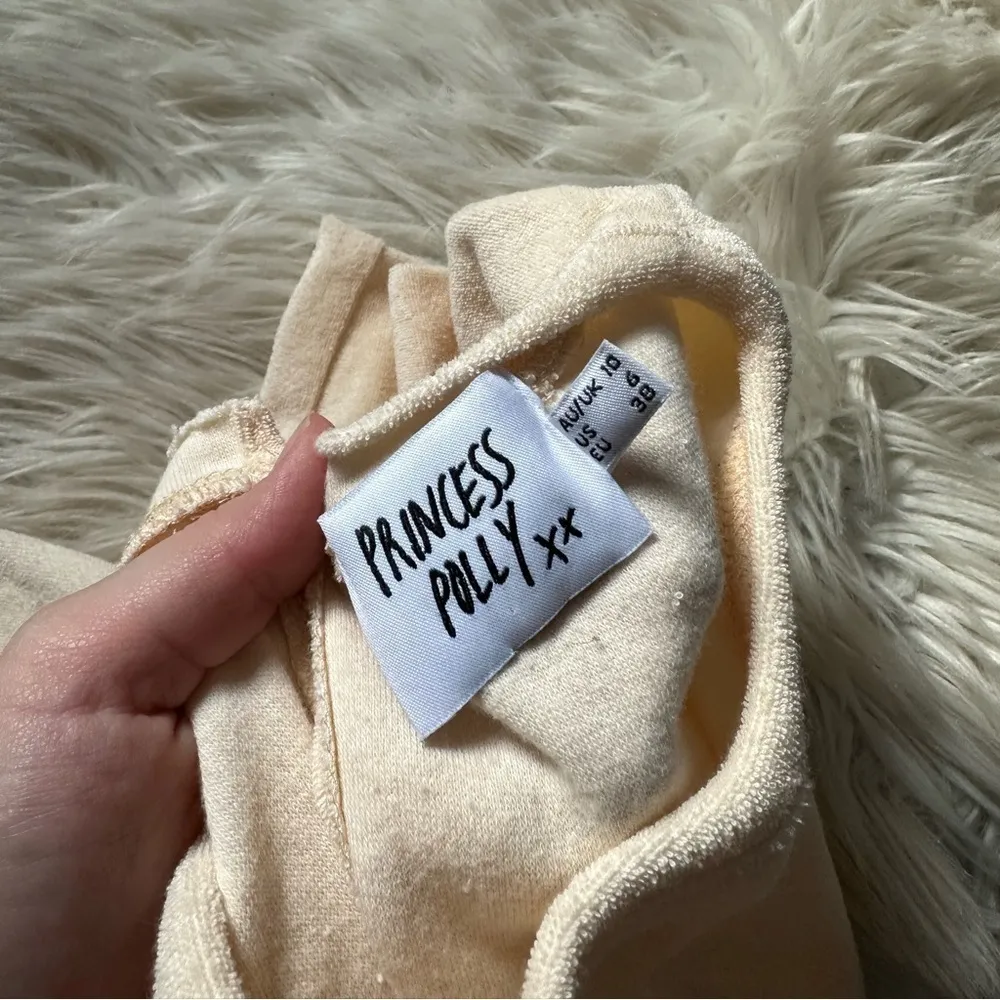 PRINCESS
POLLY xx
AU/UK 10
US 6
EU 38